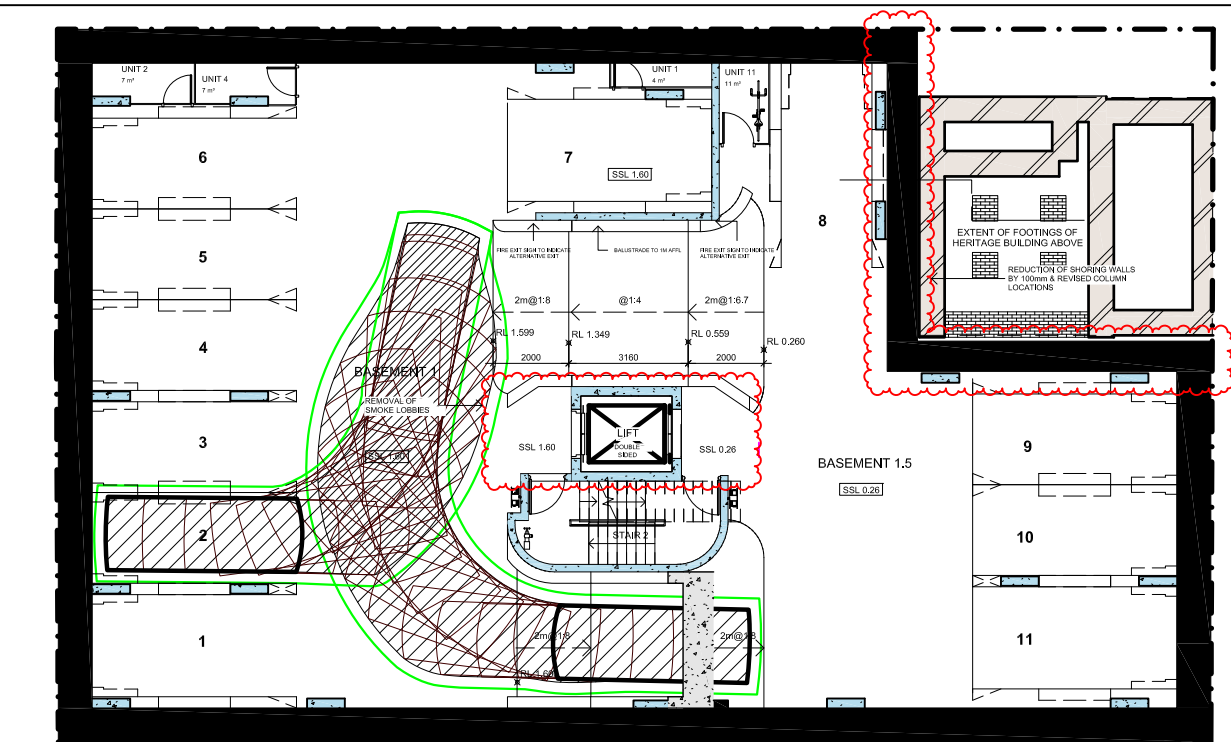 UNIT 2
7 m²
UNIT 4
7 m²
UNIT 1
4 m²
UNIT 11
11 m²
6
7
SSL 1.60
8
5
FIRE EXIT SIGN TO INDICATE
ALTERNATIVE EXIT
BALUSTRADE TO 1M AFFL
FIRE EXIT SIGN TO INDICATE
ALTERNATIVE EXIT
EXTENT OF FOOTINGS OF
HERITAGE BUILDING ABOVE
REDUCTION OF SHORING WALLS
BY 100mm & REVISED COLUMN
LOCATIONS
2m@1:8
@1:4
2m@1:6.7
RL 1.599
RL 1.349
RL 0.559
RL 0.260
2000
3160
2000
4
BASEMENT 1
REMOVAL OF
SMOKE LOBBIES
SSL 1.60
3
SSL 1.60
LIFT
DOUBLE
SIDED
SSL 0.26
BASEMENT 1.5
SSL 0.26
9
2
STAIR 2
10
1
2m@1:8
2m@1:8
11